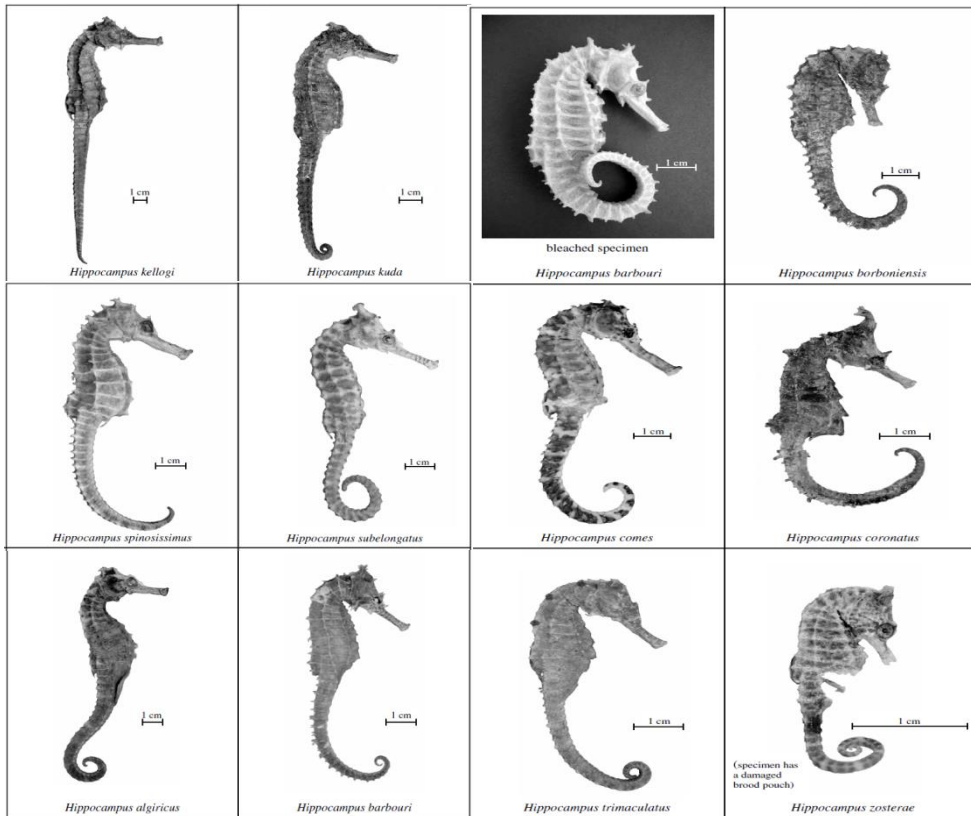 1 cm
Hippocampus kellogi
1 cm
Hippocampus kuda
1 cm
bleached specimen
Hippocampus barbouri
1 cm
Hippocampus borboniensis
1 cm
Hippocampus spinosissimus
1 cm
Hippocampus subelongatus
1 cm
Hippocampus comes
1 cm
Hippocampus coronatus
1 cm
Hippocampus algiricus
1 cm
Hippocampus barbouri
1 cm
Hippocampus trimaculatus
1 cm
(specimen has
a damaged
brood pouch)
Hippocampus zosterae